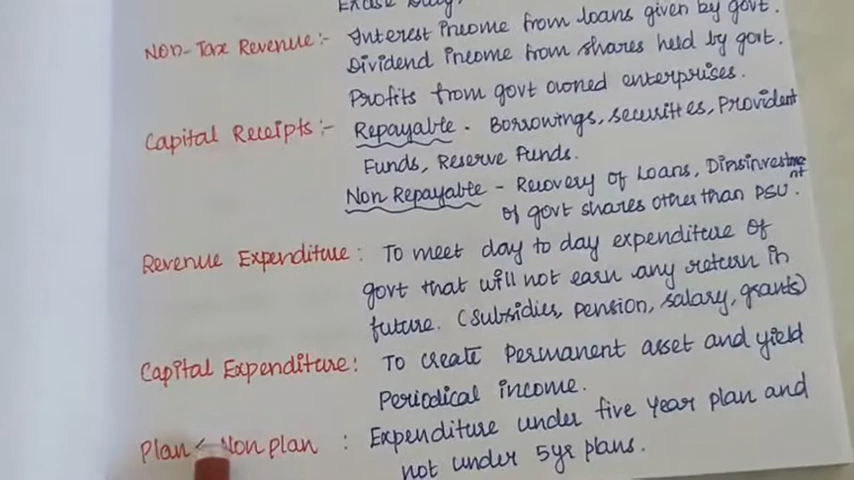 Non-Tax Revenue:- Interest income from loans given by govt.
Dividend income from shares held by govt.
Profits from govt owned enterprises.
Capital Receipts:- Repayable. Borrowings, securities, Provident
Funds, Reserve Funds.
Non Repayable - Recovery of Loans, Dinsinvestment
of govt shares other than PSU.
Revenue Expenditure: To meet day to day expenditure of
govt that will not earn any return in
future. (Subsidies, pension, salary, grants)
Capital Expenditure: To create permanent asset and yield
Periodical income.
Plan Non plan : Expenditure under five year plan and
not under 5yr plans.